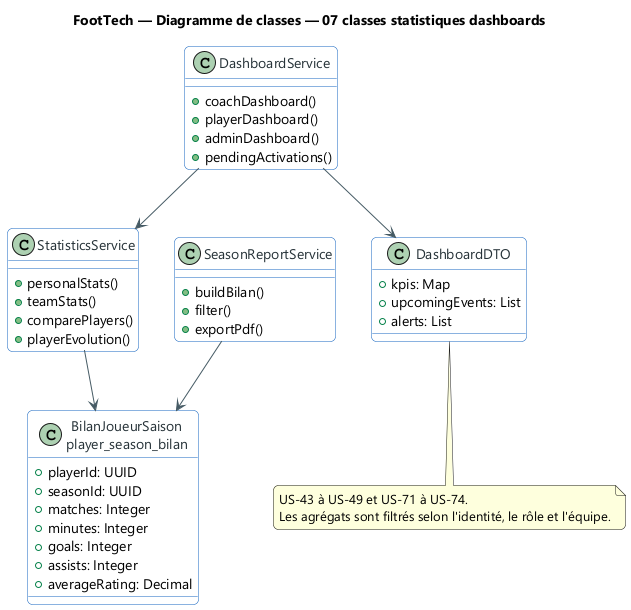 FootTech — Diagramme de classes — 07 classes statistiques dashboards
C DashboardService
coachDashboard()
playerDashboard()
adminDashboard()
pendingActivations()
C StatisticsService
personalStats()
teamStats()
comparePlayers()
playerEvolution()
C SeasonReportService
buildBilan()
filter()
exportPdf()
C DashboardDTO
kpis: Map
upcomingEvents: List
alerts: List
C BilanJoueurSaison
player_season_bilan
playerId: UUID
seasonId: UUID
matches: Integer
minutes: Integer
goals: Integer
assists: Integer
averageRating: Decimal
US-43 à US-49 et US-71 à US-74.
Les agrégats sont filtrés selon l'identité, le rôle et l'équipe.